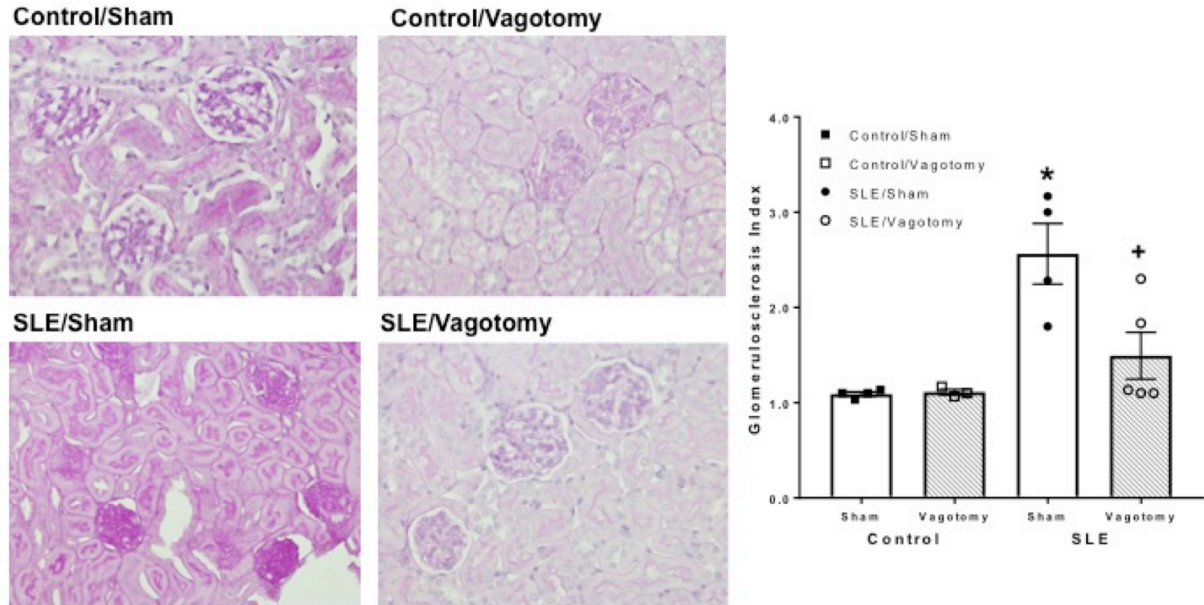 Control/Sham
Control/Vagotomy
SLE/Sham
SLE/Vagotomy
Glomerulosclerosis Index
4.0
3.0
2.0
1.0
0.0
Control/Sham
Control/Vagotomy
SLE/Sham
SLE/Vagotomy
*
+
Sham Vagotomy Sham Vagotomy
Control SLE